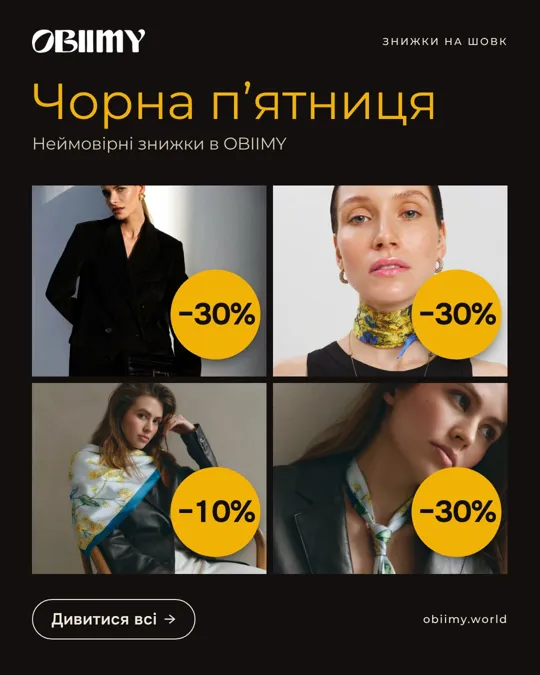 OBIIMY
ЗНИЖКИ НА ШОВК
Чорна п’ятниця
Неймовірні знижки в OBIIMY
−30%
−30%
−10%
−30%
Дивитися всі →
obiimy.world